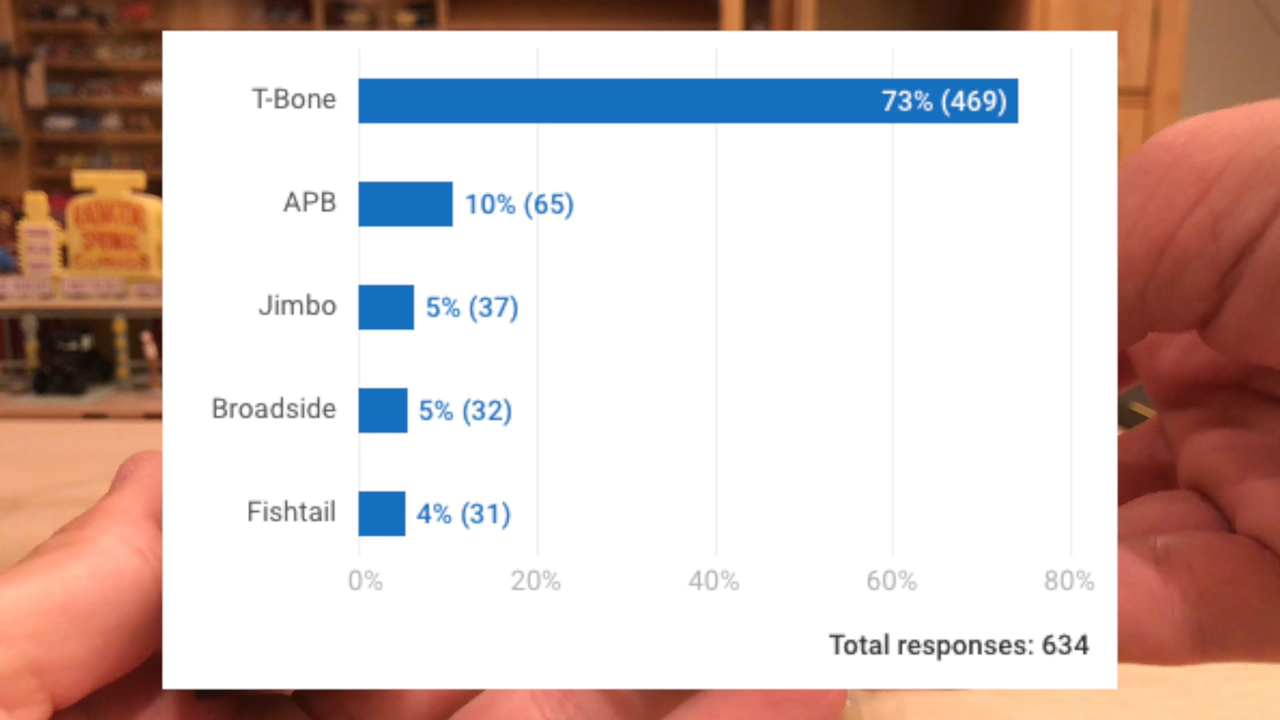 T-Bone 73% (469)
APB 10% (65)
Jimbo 5% (37)
Broadside 5% (32)
Fishtail 4% (31)
0% 20% 40% 60% 80%
Total responses: 634